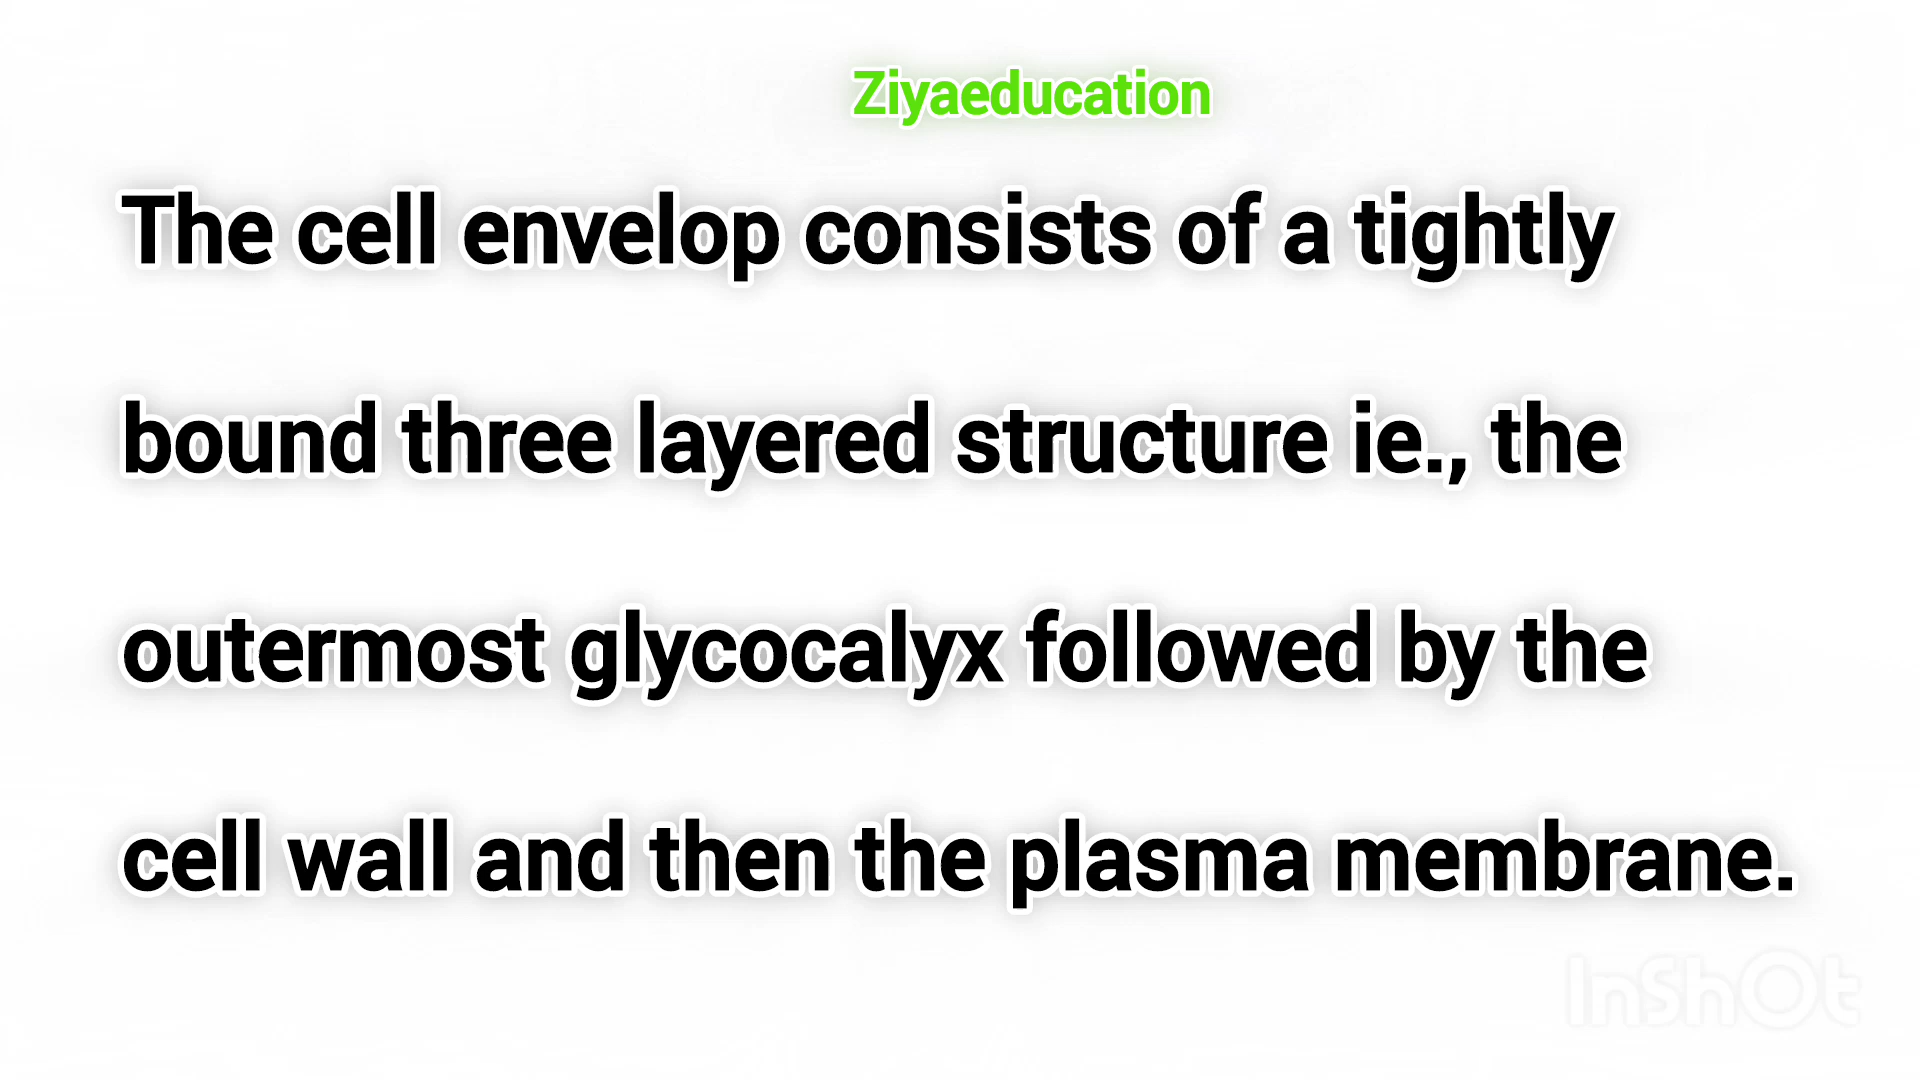 Ziyaeducation
The cell envelop consists of a tightly
bound three layered structure ie., the
outermost glycocalyx followed by the
cell wall and then the plasma membrane.
InShOt